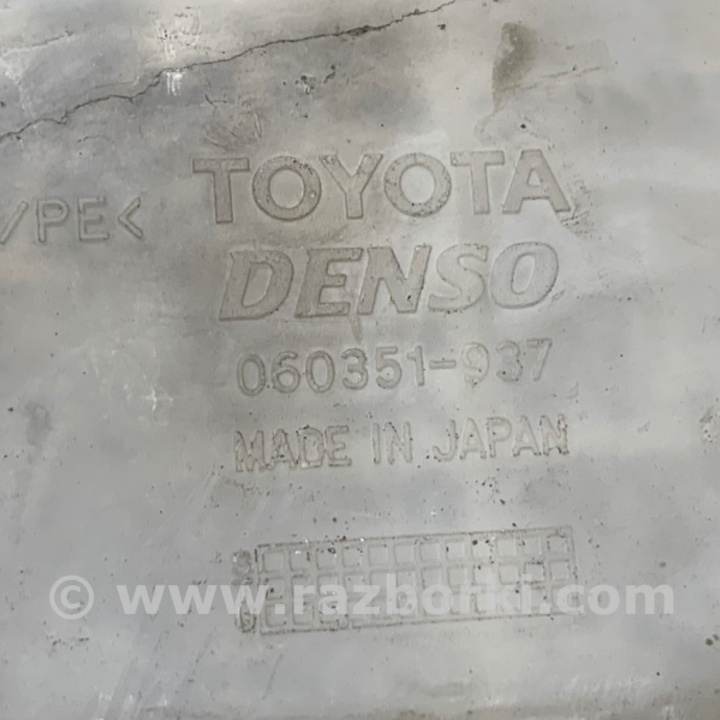 TOYOTA
/PE<
DENSO
060351-937
MADE IN JAPAN
© www.razborki.com